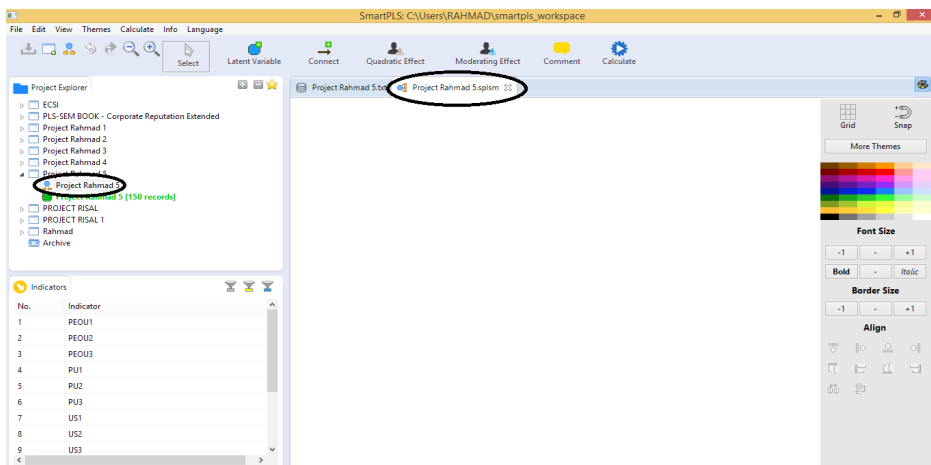 SmartPLS: C:\Users\RAHMAD\smartpls_workspace
File Edit View Themes Calculate Info Language
Select
Latent Variable
Connect
Quadratic Effect
Moderating Effect
Comment
Calculate
Project Explorer
ECSI
PLS-SEM BOOK - Corporate Reputation Extended
Project Rahmad 1
Project Rahmad 2
Project Rahmad 3
Project Rahmad 4
Project Rahmad 5
Project Rahmad 5
Project Rahmad 5 [150 records]
PROJECT RISAL
PROJECT RISAL 1
Rahmad
Archive
Indicators
No. Indicator
1 PEOU1
2 PEOU2
3 PEOU3
4 PU1
5 PU2
6 PU3
7 US1
8 US2
9 US3
Project Rahmad 5.txt
Project Rahmad 5.splsm
Grid
Snap
More Themes
Font Size
-1 - +1
Bold - Italic
Border Size
-1 - +1
Align